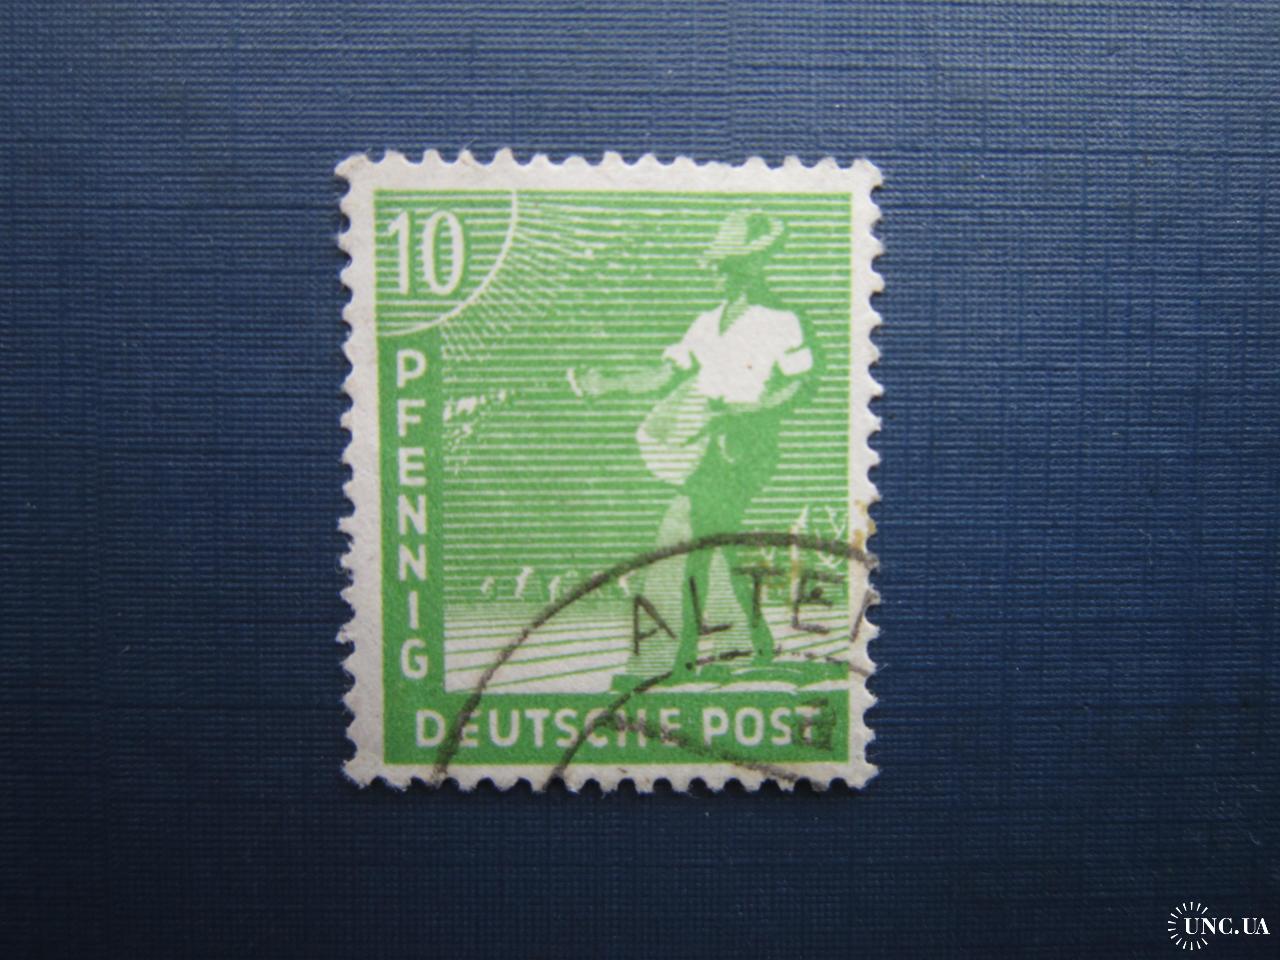 10
PFENNIG
ALTE
DEUTSCHE POST
UNC.UA